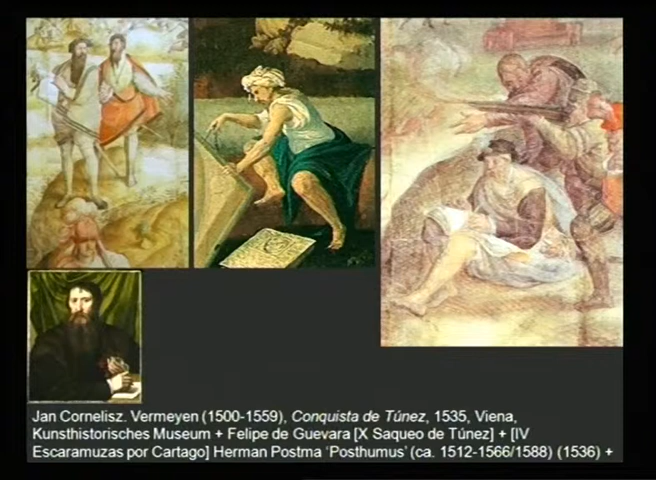 Jan Cornelisz. Vermeyen (1500-1559), Conquista de Túnez, 1535, Viena,
Kunsthistorisches Museum + Felipe de Guevara [X Saqueo de Túnez] + [IV
Escaramuzas por Cartago] Herman Postma 'Posthumus' (ca. 1512-1566/1588) (1536) +